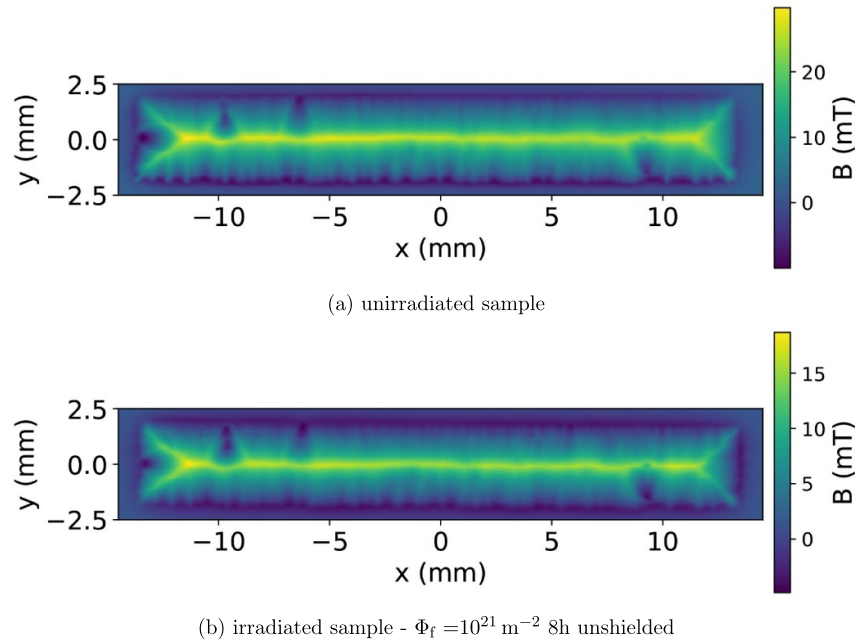 2.5
0.0
−2.5
y (mm)
−10 −5 0 5 10
x (mm)
20
10
0
B (mT)
(a) unirradiated sample
2.5
0.0
−2.5
y (mm)
−10 −5 0 5 10
x (mm)
15
10
5
0
B (mT)
(b) irradiated sample - Φf =10²¹ m⁻² 8h unshielded